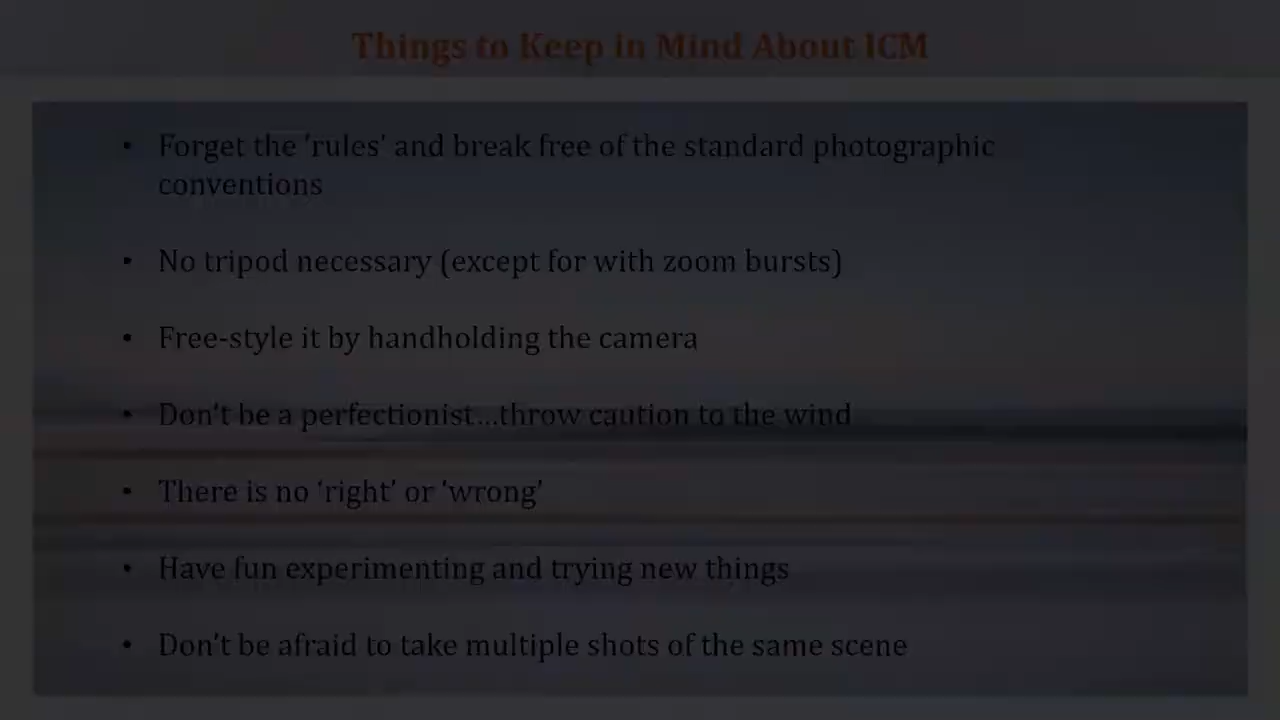 Things to Keep in Mind About ICM
• Forget the 'rules' and break free of the standard photographic
conventions
• No tripod necessary (except for with zoom bursts)
• Free-style it by handholding the camera
• Don't be a perfectionist...throw caution to the wind
• There is no ‘right’ or ‘wrong’
• Have fun experimenting and trying new things
• Don't be afraid to take multiple shots of the same scene